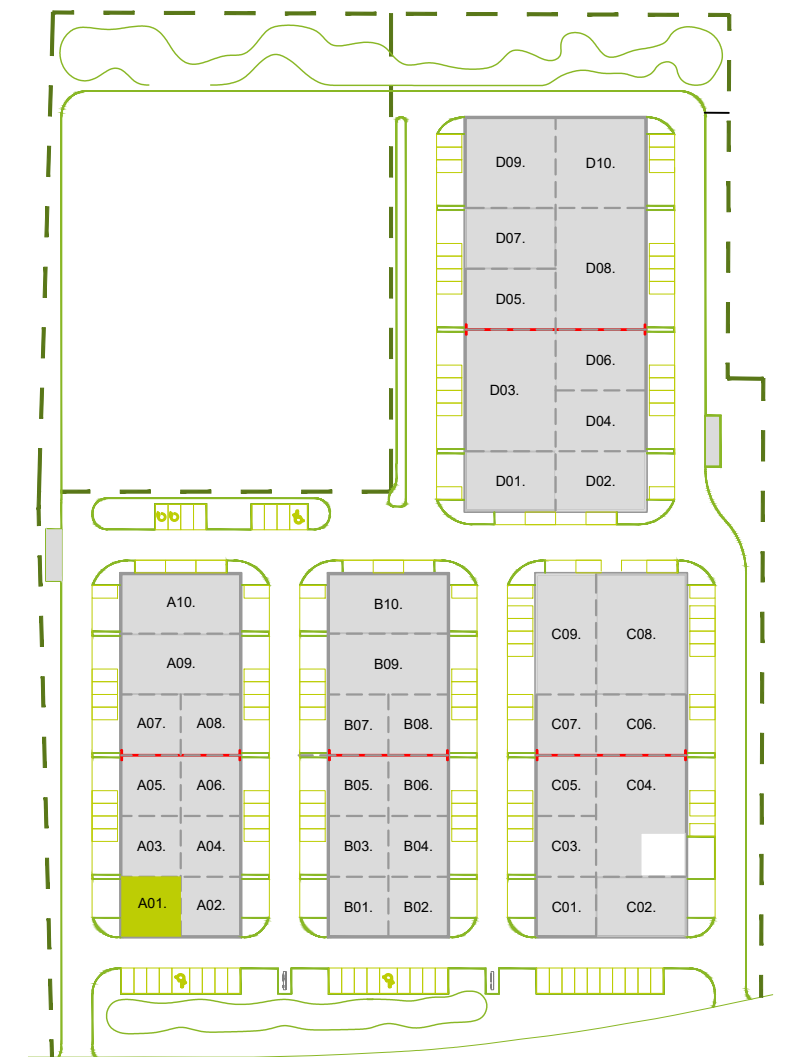 D09. D10.
D07.
D08.
D05.
D06.
D03.
D04.
D01. D02.
A10. B10.
C09. C08.
A09. B09.
A07. A08. B07. B08. C07. C06.
A05. A06. B05. B06. C05. C04.
A03. A04. B03. B04. C03.
A01. A02. B01. B02. C01. C02.